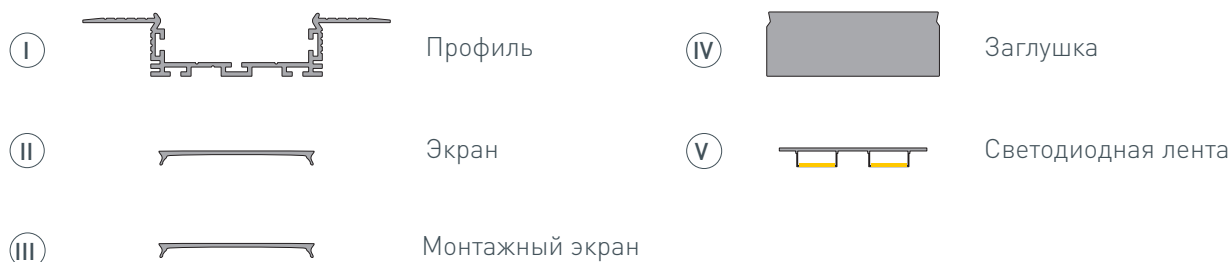 I Профиль
II Экран
III Монтажный экран
IV Заглушка
V Светодиодная лента